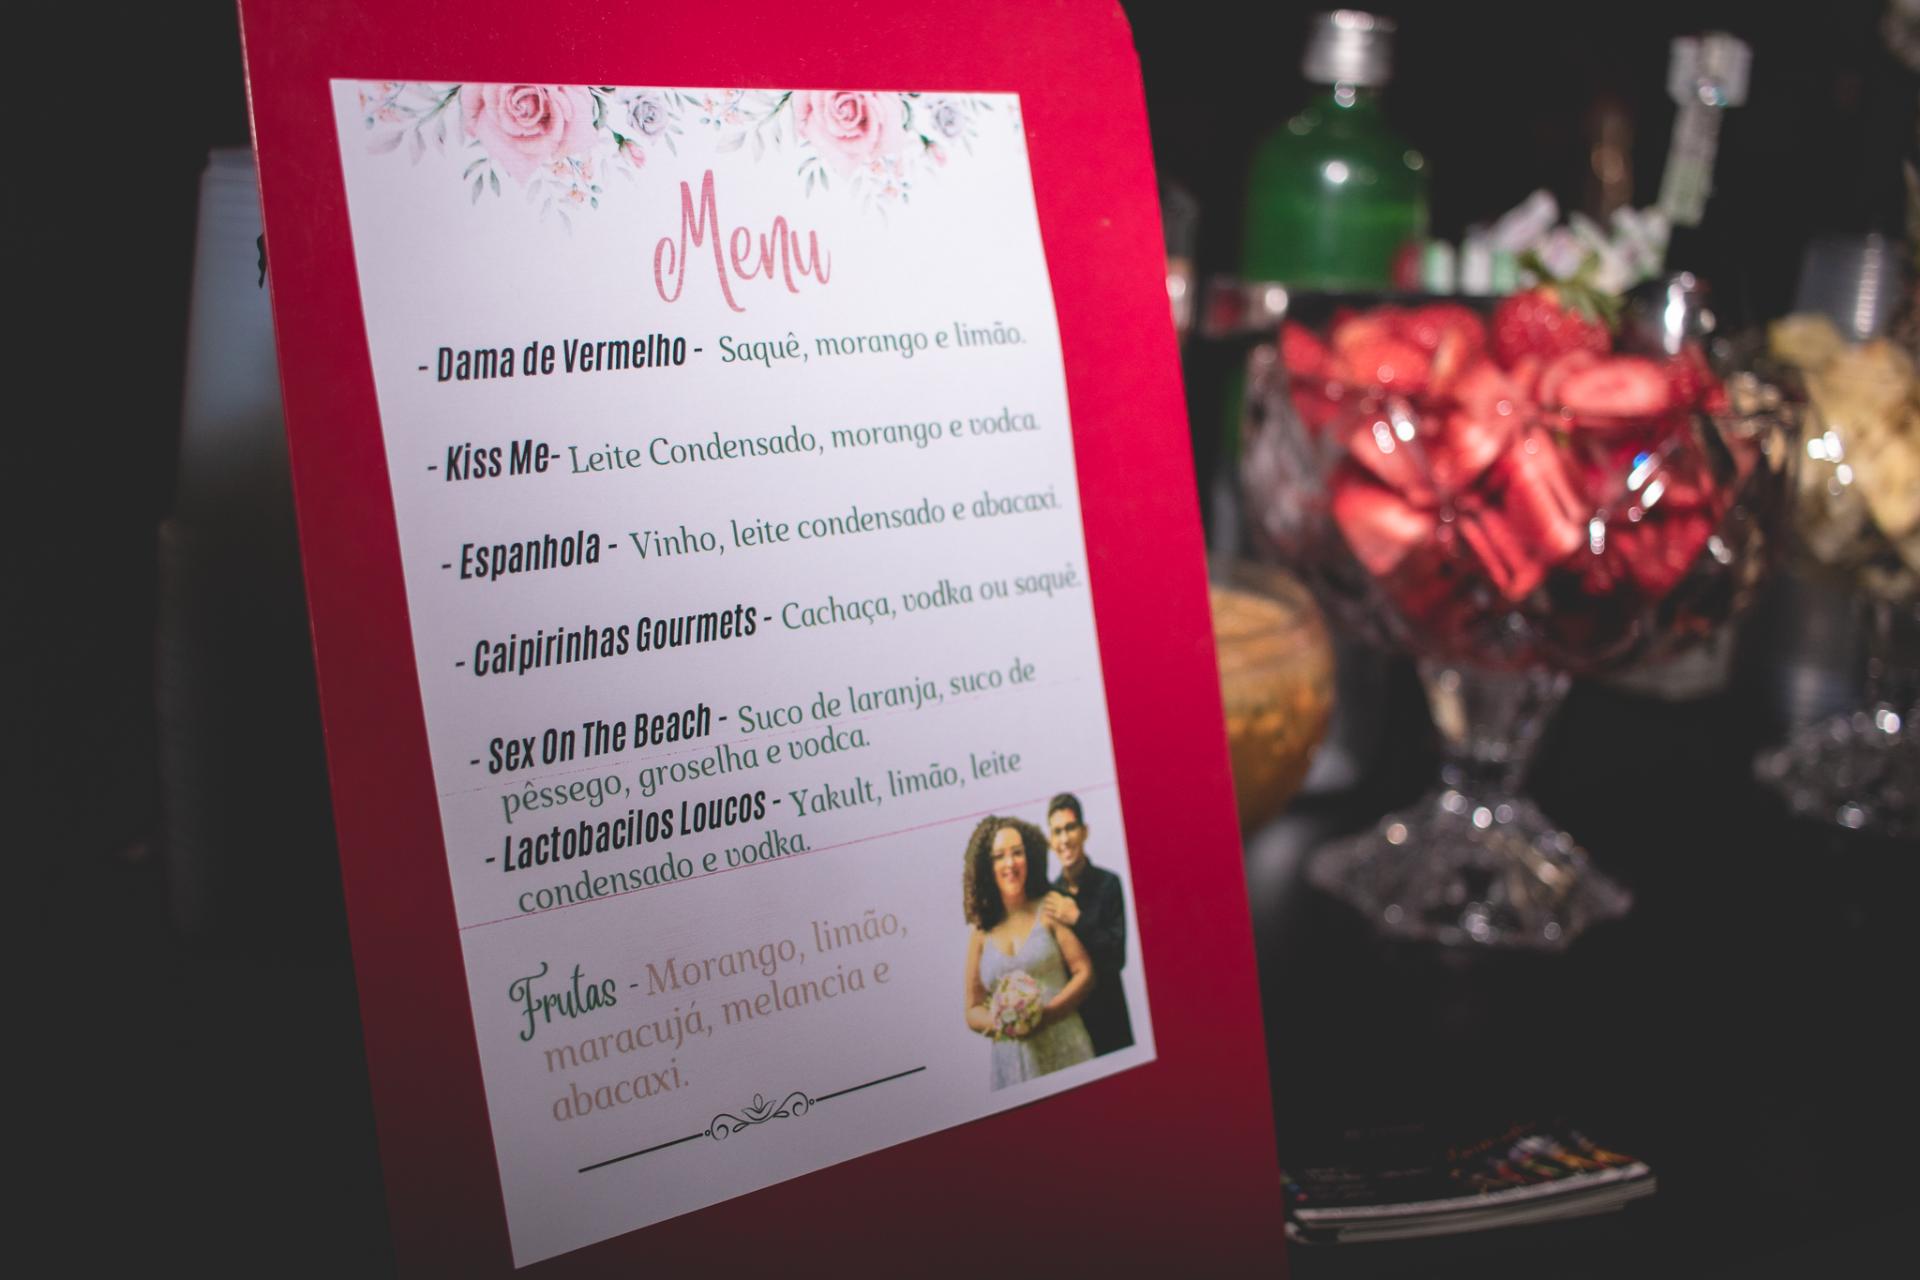 Menu
- Dama de Vermelho - Saquê, morango e limão.
- Kiss Me- Leite Condensado, morango e vodca.
- Espanhola - Vinho, leite condensado e abacaxi.
- Caipirinhas Gourmets - Cachaça, vodka ou saquê.
- Sex On The Beach - Suco de laranja, suco de
pêssego, groselha e vodca.
- Lactobacilos Loucos - Yakult, limão, leite
condensado e vodka.
Frutas - Morango, limão,
maracujá, melancia e
abacaxi.